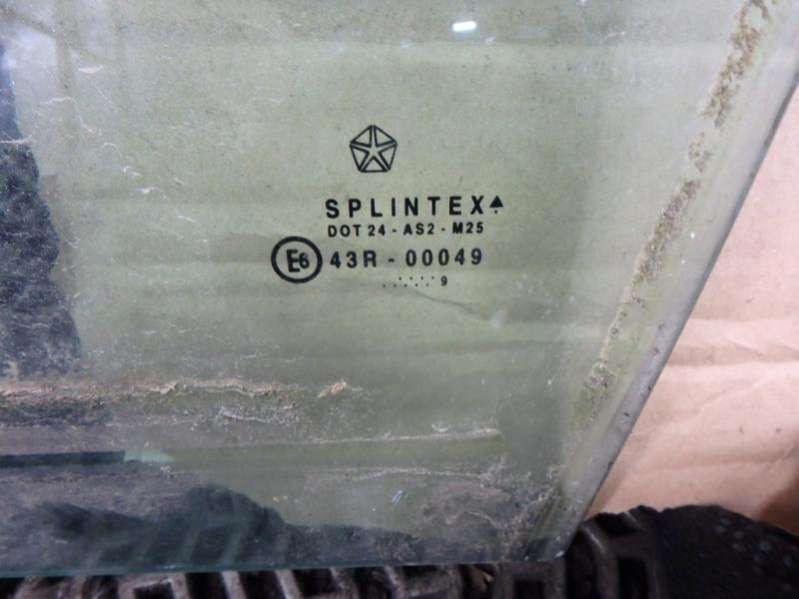 SPLINTEX
DOT 24 - AS2 - M25
E6 43R - 00049
..::::.. 9